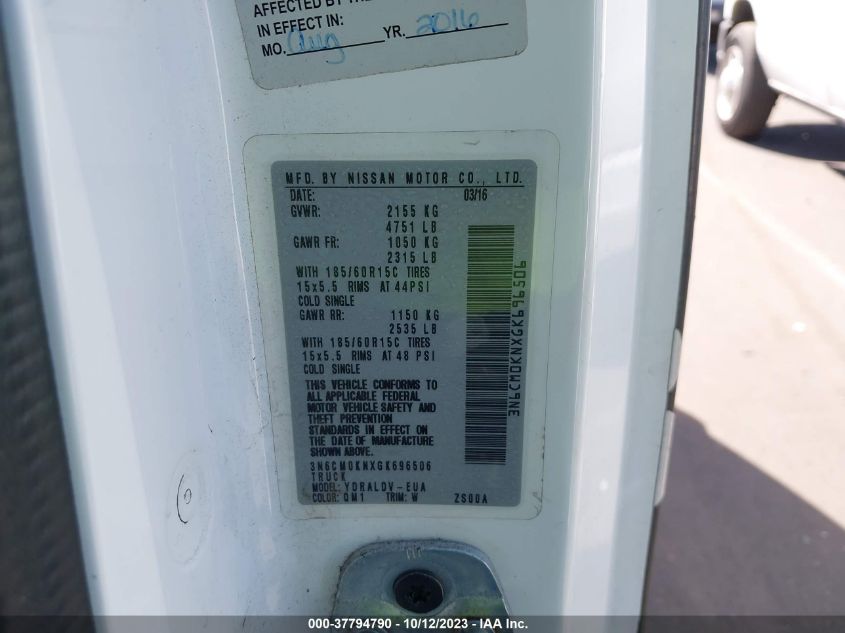 AFFECTED BY THE
IN EFFECT IN:
MO. Aug YR. 2016
MFD. BY NISSAN MOTOR CO., LTD.
DATE: 03/16
GVWR: 2155 KG
4751 LB
GAWR FR: 1050 KG
2315 LB
WITH 185/60R15C TIRES
15x5.5 RIMS AT 44PSI
COLD SINGLE
GAWR RR: 1150 KG
2535 LB
WITH 185/60R15C TIRES
15x5.5 RIMS AT 48 PSI
COLD SINGLE
THIS VEHICLE CONFORMS TO
ALL APPLICABLE FEDERAL
MOTOR VEHICLE SAFETY AND
THEFT PREVENTION
STANDARDS IN EFFECT ON
THE DATE OF MANUFACTURE
SHOWN ABOVE.
3N6CM0KNXGK696506
TRUCK
MODEL: YDRALDV-EUA
COLOR: QM1 TRIM: W ZS00A
3N6CM0KNXGK696506
000-37794790 - 10/12/2023 - IAA Inc.